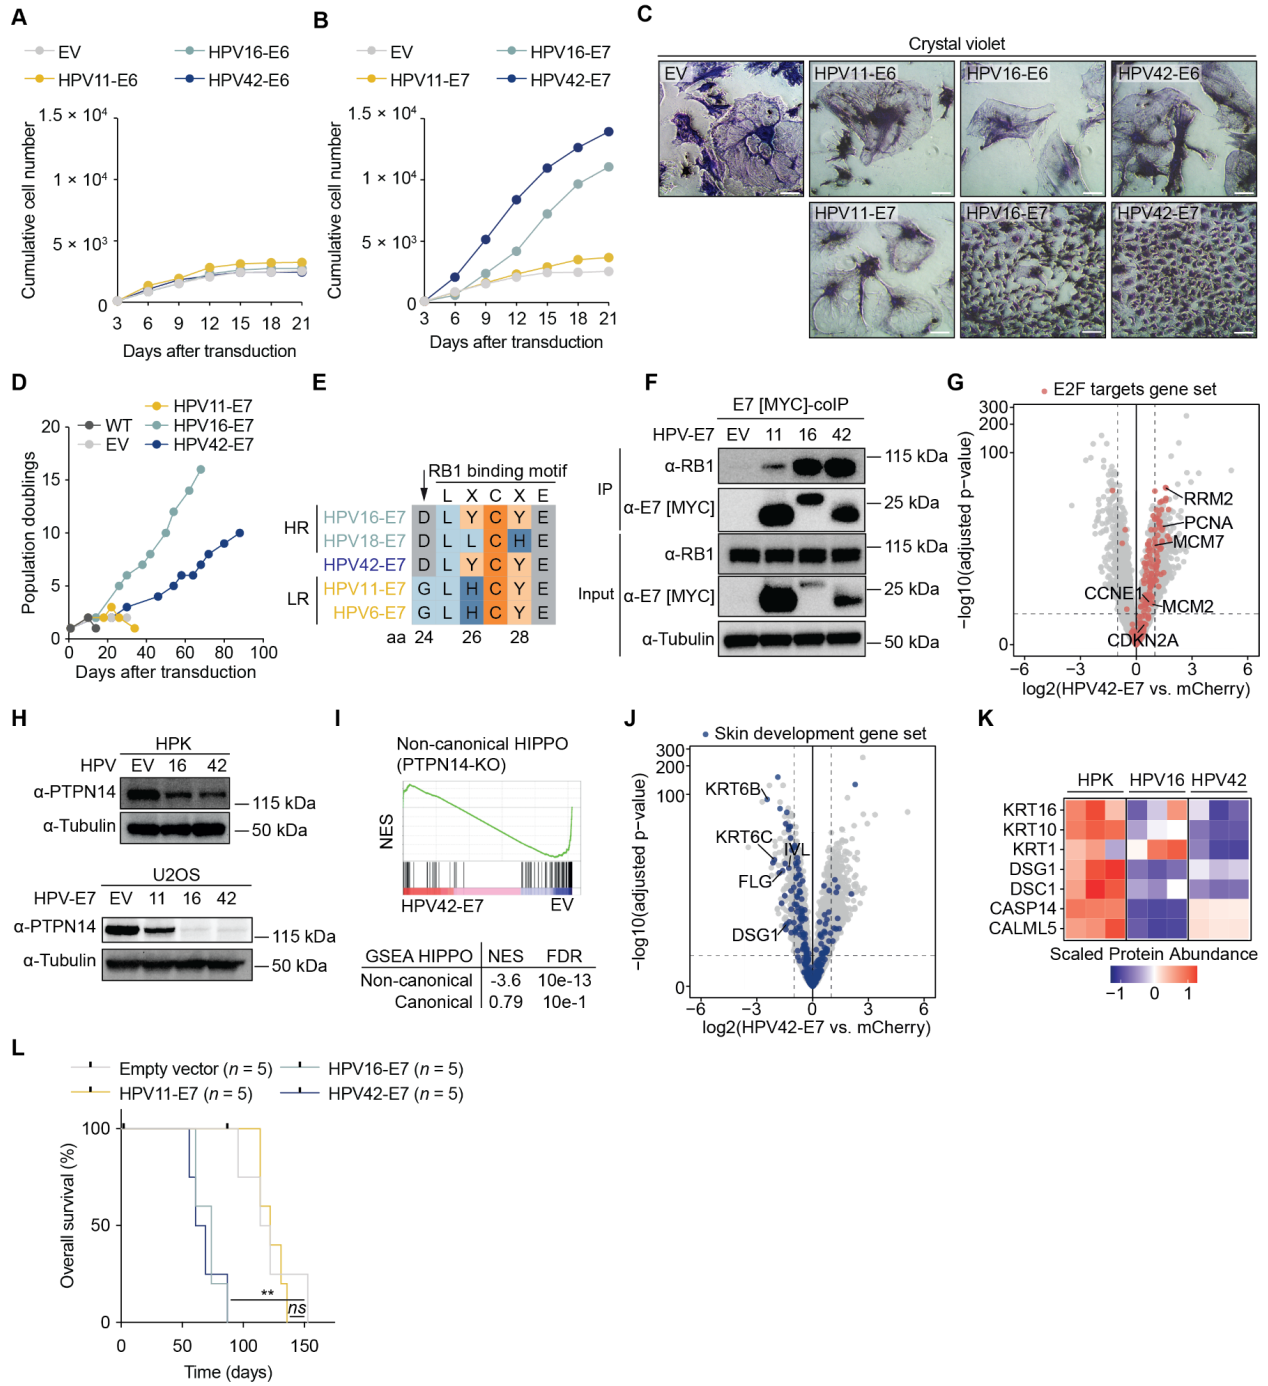 A
EV
HPV16-E6
HPV11-E6
HPV42-E6
Cumulative cell number
1.5 × 10⁴
1 × 10⁴
5 × 10³
0
3 6 9 12 15 18 21
Days after transduction
B
EV
HPV16-E7
HPV11-E7
HPV42-E7
Cumulative cell number
1.5 × 10⁴
1 × 10⁴
5 × 10³
0
3 6 9 12 15 18 21
Days after transduction
C
Crystal violet
EV
HPV11-E6
HPV16-E6
HPV42-E6
HPV11-E7
HPV16-E7
HPV42-E7
D
HPV11-E7
WT
HPV16-E7
EV
HPV42-E7
Population doublings
20
15
10
5
0
0 20 40 60 80 100
Days after transduction
E
RB1 binding motif
L X C X E
HR
HPV16-E7 D L Y C Y E
HPV18-E7 D L L C H E
HPV42-E7 D L Y C Y E
LR
HPV11-E7 G L H C Y E
HPV6-E7 G L H C Y E
aa 24 26 28
F
E7 [MYC]-coIP
HPV-E7 EV 11 16 42
IP
α-RB1 115 kDa
α-E7 [MYC] 25 kDa
Input
α-RB1 115 kDa
α-E7 [MYC] 25 kDa
α-Tubulin 50 kDa
G
E2F targets gene set
−log10(adjusted p−value)
300
200
100
0
RRM2
PCNA
MCM7
CCNE1
MCM2
CDKN2A
−6 −3 0 3 6
log2(HPV42-E7 vs. mCherry)
H
HPK
HPV EV 16 42
α-PTPN14 115 kDa
α-Tubulin 50 kDa
U2OS
HPV-E7 EV 11 16 42
α-PTPN14 115 kDa
α-Tubulin 50 kDa
I
Non-canonical HIPPO
(PTPN14-KO)
NES
HPV42-E7 EV
GSEA HIPPO NES FDR
Non-canonical -3.6 10e-13
Canonical 0.79 10e-1
J
Skin development gene set
−log10(adjusted p−value)
300
200
100
0
KRT6B
KRT6C
IVL
FLG
DSG1
−6 −3 0 3 6
log2(HPV42-E7 vs. mCherry)
K
HPK HPV16 HPV42
KRT16
KRT10
KRT1
DSG1
DSC1
CASP14
CALML5
Scaled Protein Abundance
−1 0 1
L
Empty vector (n = 5)
HPV16-E7 (n = 5)
HPV11-E7 (n = 5)
HPV42-E7 (n = 5)
Overall survival (%)
100
50
0
**
ns
0 50 100 150
Time (days)